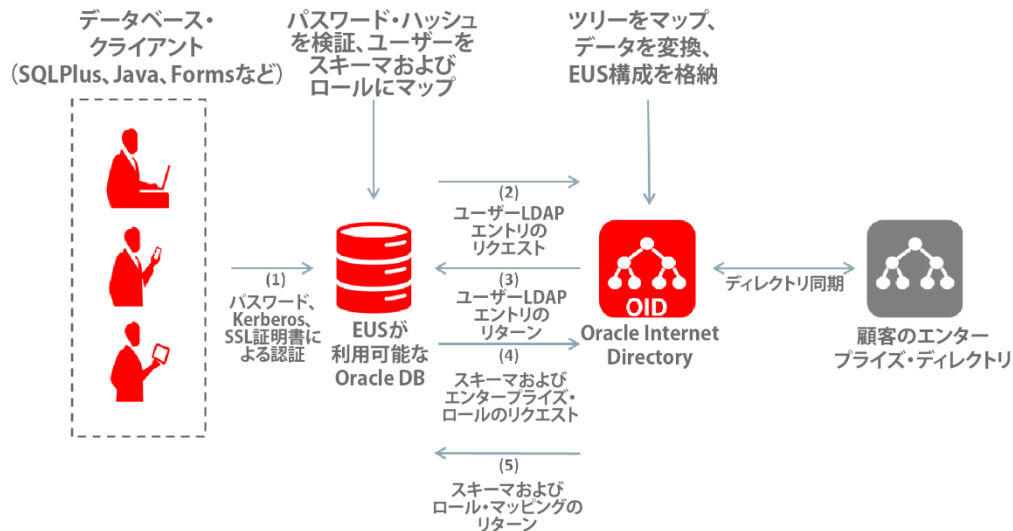 データベース・
クライアント
(SQLPlus、Java、Formsなど)
パスワード・ハッシュ
を検証、ユーザーを
スキーマおよび
ロールにマップ
ツリーをマップ、
データを変換、
EUS構成を格納
(1)
パスワード、
Kerberos、
SSL証明書に
よる認証
EUSが
利用可能な
Oracle DB
(2)
ユーザーLDAP
エントリの
リクエスト
(3)
ユーザーLDAP
エントリの
リターン
(4)
スキーマおよび
エンタープライズ・
ロールのリクエスト
(5)
スキーマおよび
ロール・マッピングの
リターン
OID
Oracle Internet
Directory
ディレクトリ同期
顧客のエンター
プライズ・ディレクトリ